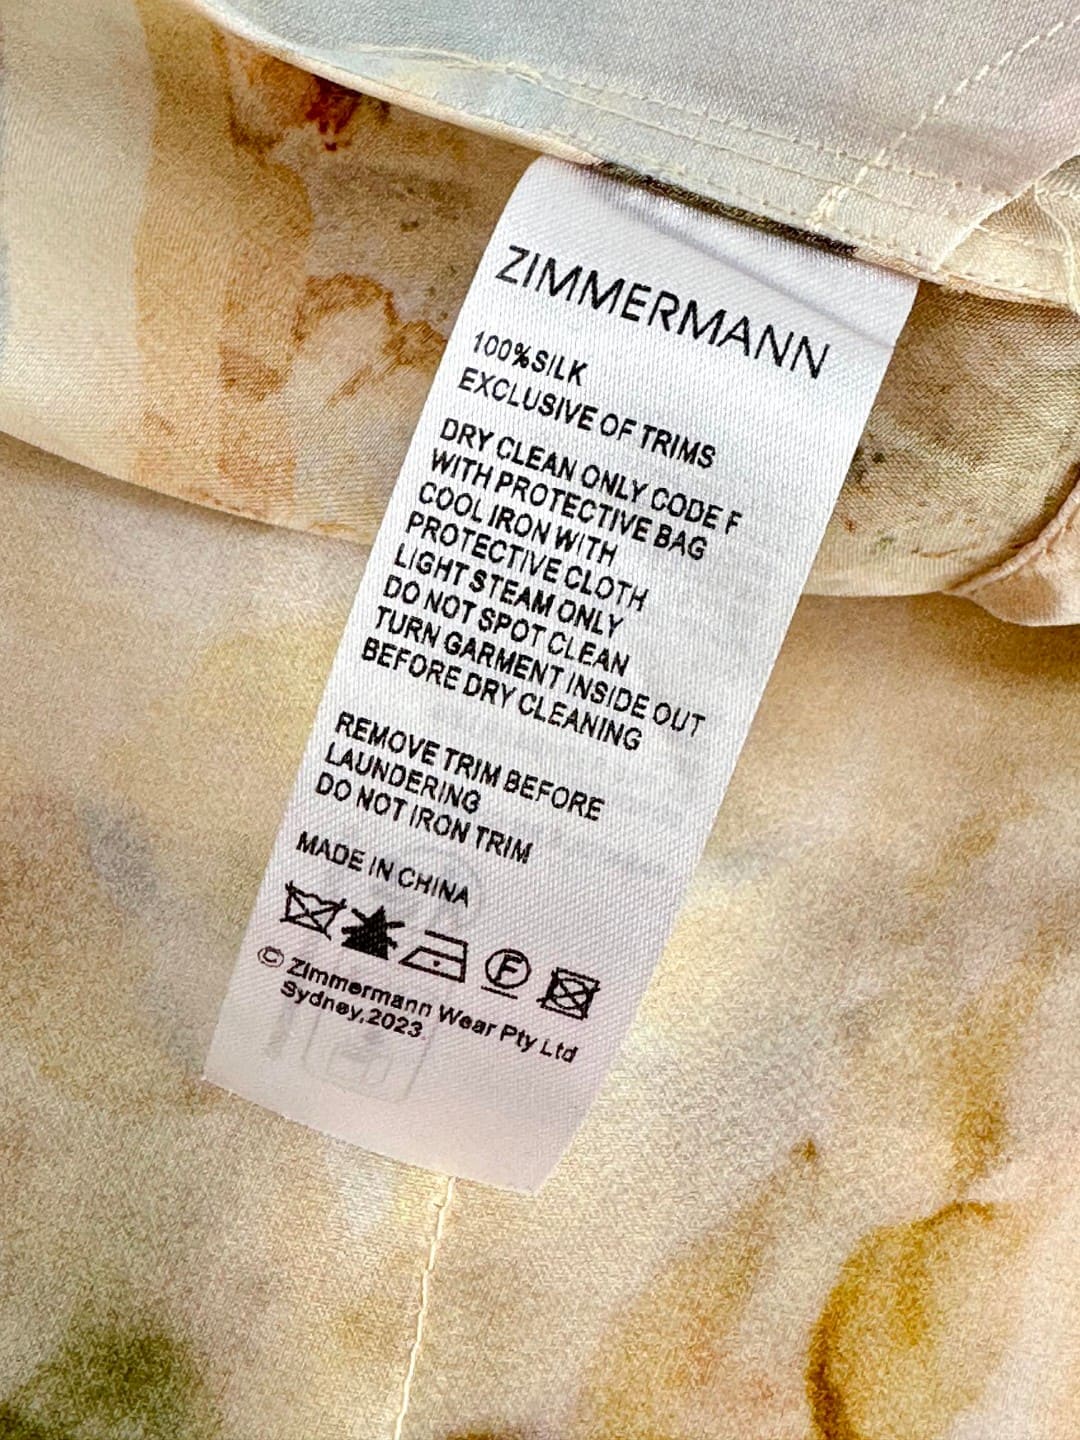 ZIMMERMANN
100%SILK
EXCLUSIVE OF TRIMS
DRY CLEAN ONLY CODE F
WITH PROTECTIVE BAG
COOL IRON WITH
PROTECTIVE CLOTH
LIGHT STEAM ONLY
DO NOT SPOT CLEAN
TURN GARMENT INSIDE OUT
BEFORE DRY CLEANING
REMOVE TRIM BEFORE
LAUNDERING
DO NOT IRON TRIM
MADE IN CHINA
F
© Zimmermann Wear Pty Ltd
Sydney,2023.